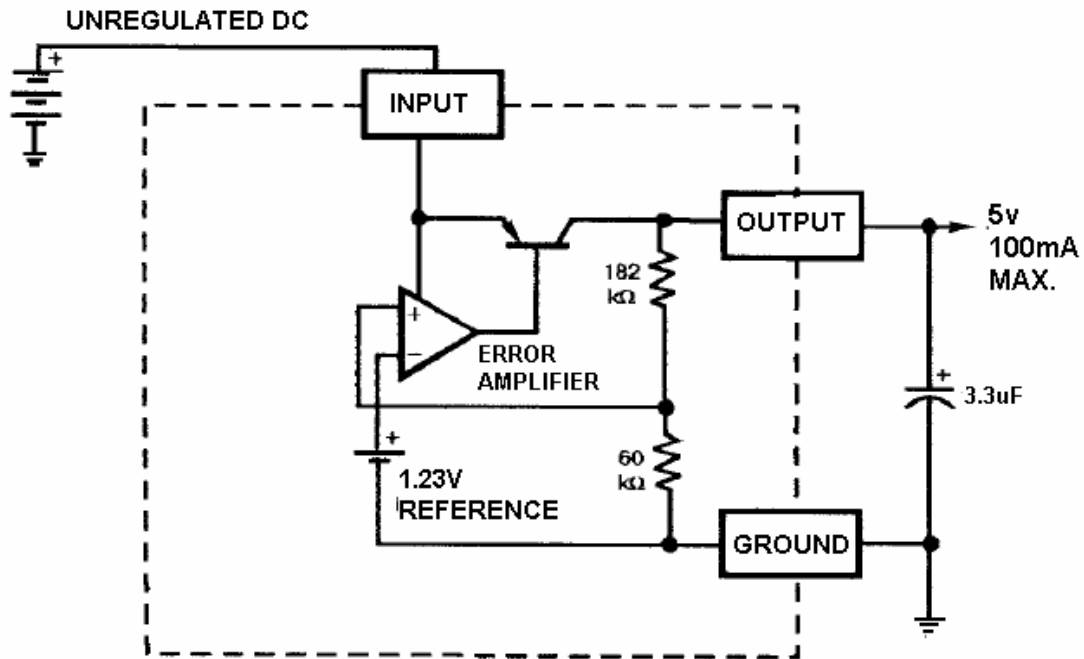 UNREGULATED DC
+
INPUT
OUTPUT
5v
100mA
MAX.
182
kΩ
+
−
ERROR
AMPLIFIER
+
3.3uF
+
1.23V
REFERENCE
60
kΩ
GROUND